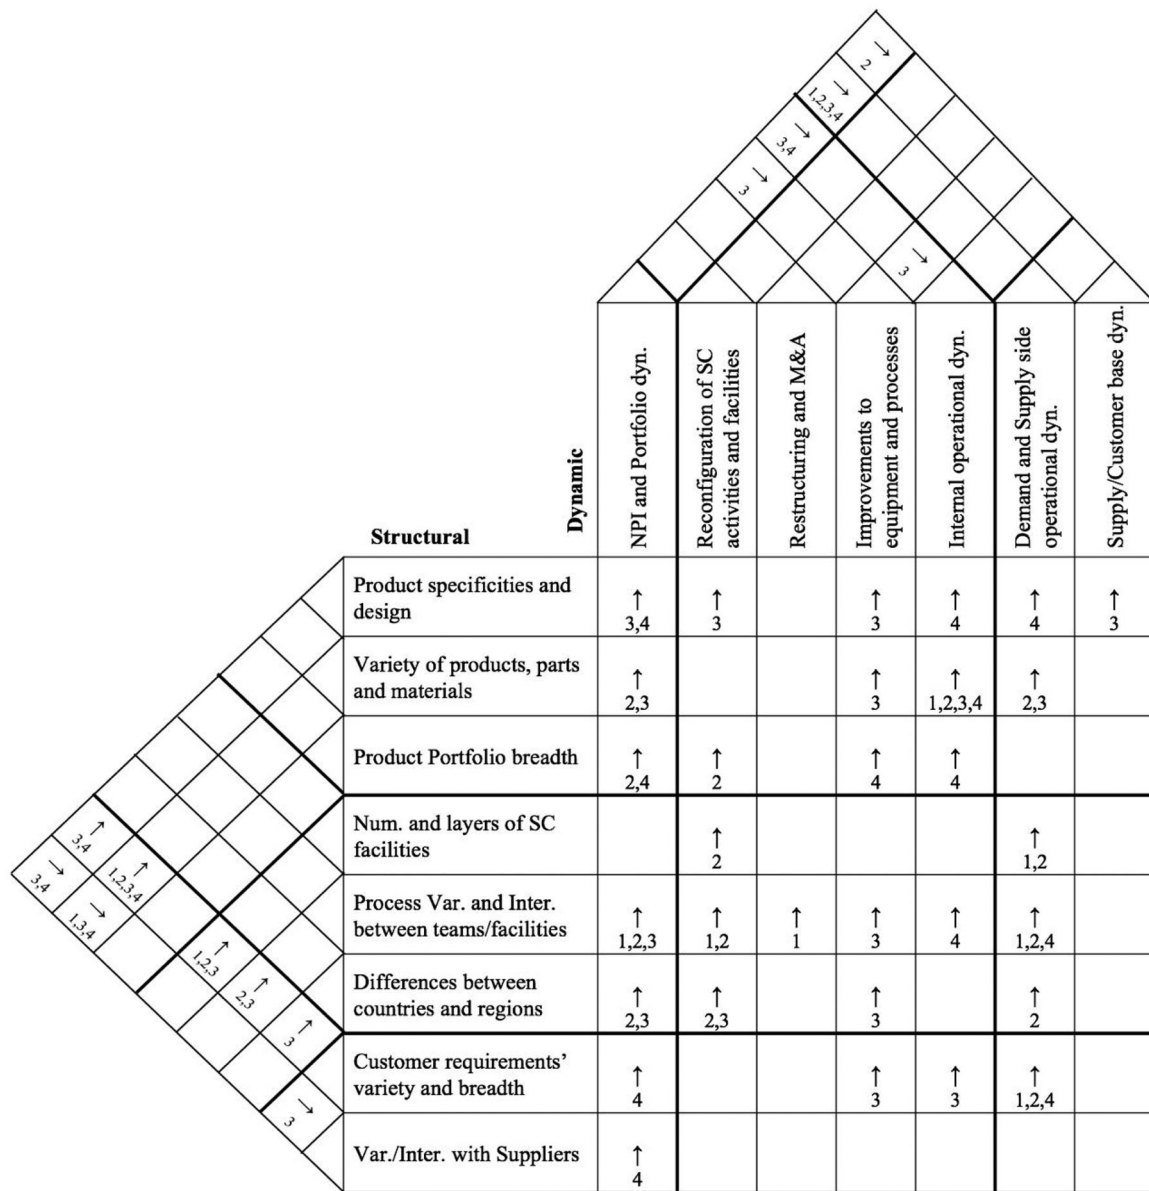 →
2
→
1,2,3,4
→
3,4
→
3
→
3
Structural
Dynamic
NPI and Portfolio dyn.
Reconfiguration of SC
activities and facilities
Restructuring and M&A
Improvements to
equipment and processes
Internal operational dyn.
Demand and Supply side
operational dyn.
Supply/Customer base dyn.
Product specificities and
design
↑ ↑ ↑ ↑ ↑ ↑
3,4 3 3 4 4 3
Variety of products, parts
and materials
↑ ↑ ↑ ↑
2,3 3 1,2,3,4 2,3
Product Portfolio breadth
↑ ↑ ↑ ↑
2,4 2 4 4
Num. and layers of SC
facilities
↑ ↑
2 1,2
Process Var. and Inter.
between teams/facilities
↑ ↑ ↑ ↑ ↑ ↑
1,2,3 1,2 1 3 4 1,2,4
Differences between
countries and regions
↑ ↑ ↑ ↑
2,3 2,3 3 2
Customer requirements’
variety and breadth
↑ ↑ ↑ ↑
4 3 3 1,2,4
Var./Inter. with Suppliers
↑
4
↑
3,4
↑
1,2,3,4
→
3,4
→
1,3,4
↑
1,2,3
↑
2,3
↑
3
→
3